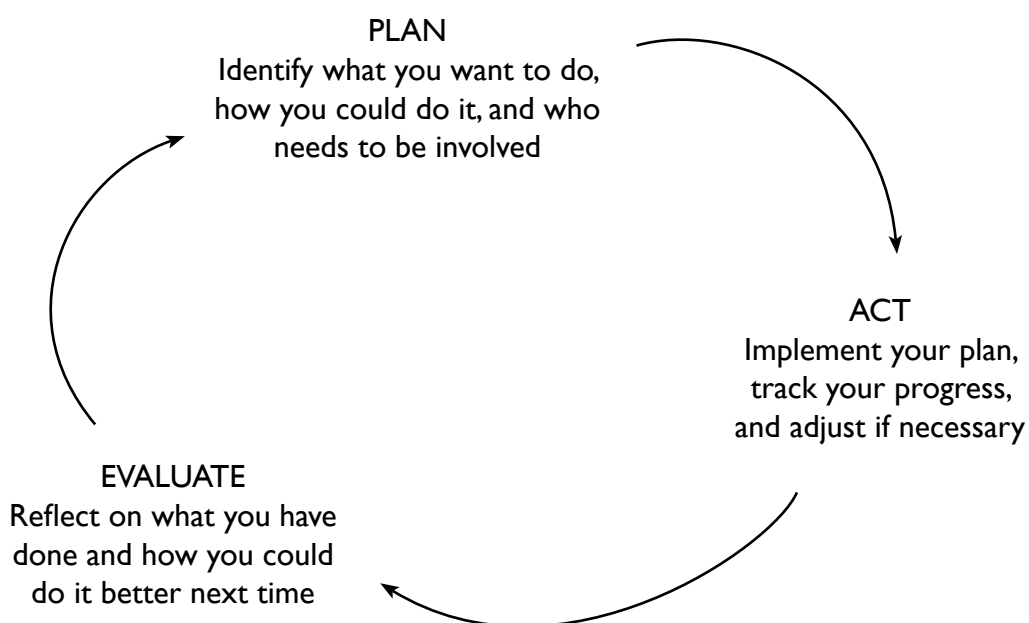 PLAN
Identify what you want to do,
how you could do it, and who
needs to be involved
ACT
Implement your plan,
track your progress,
and adjust if necessary
EVALUATE
Reflect on what you have
done and how you could
do it better next time